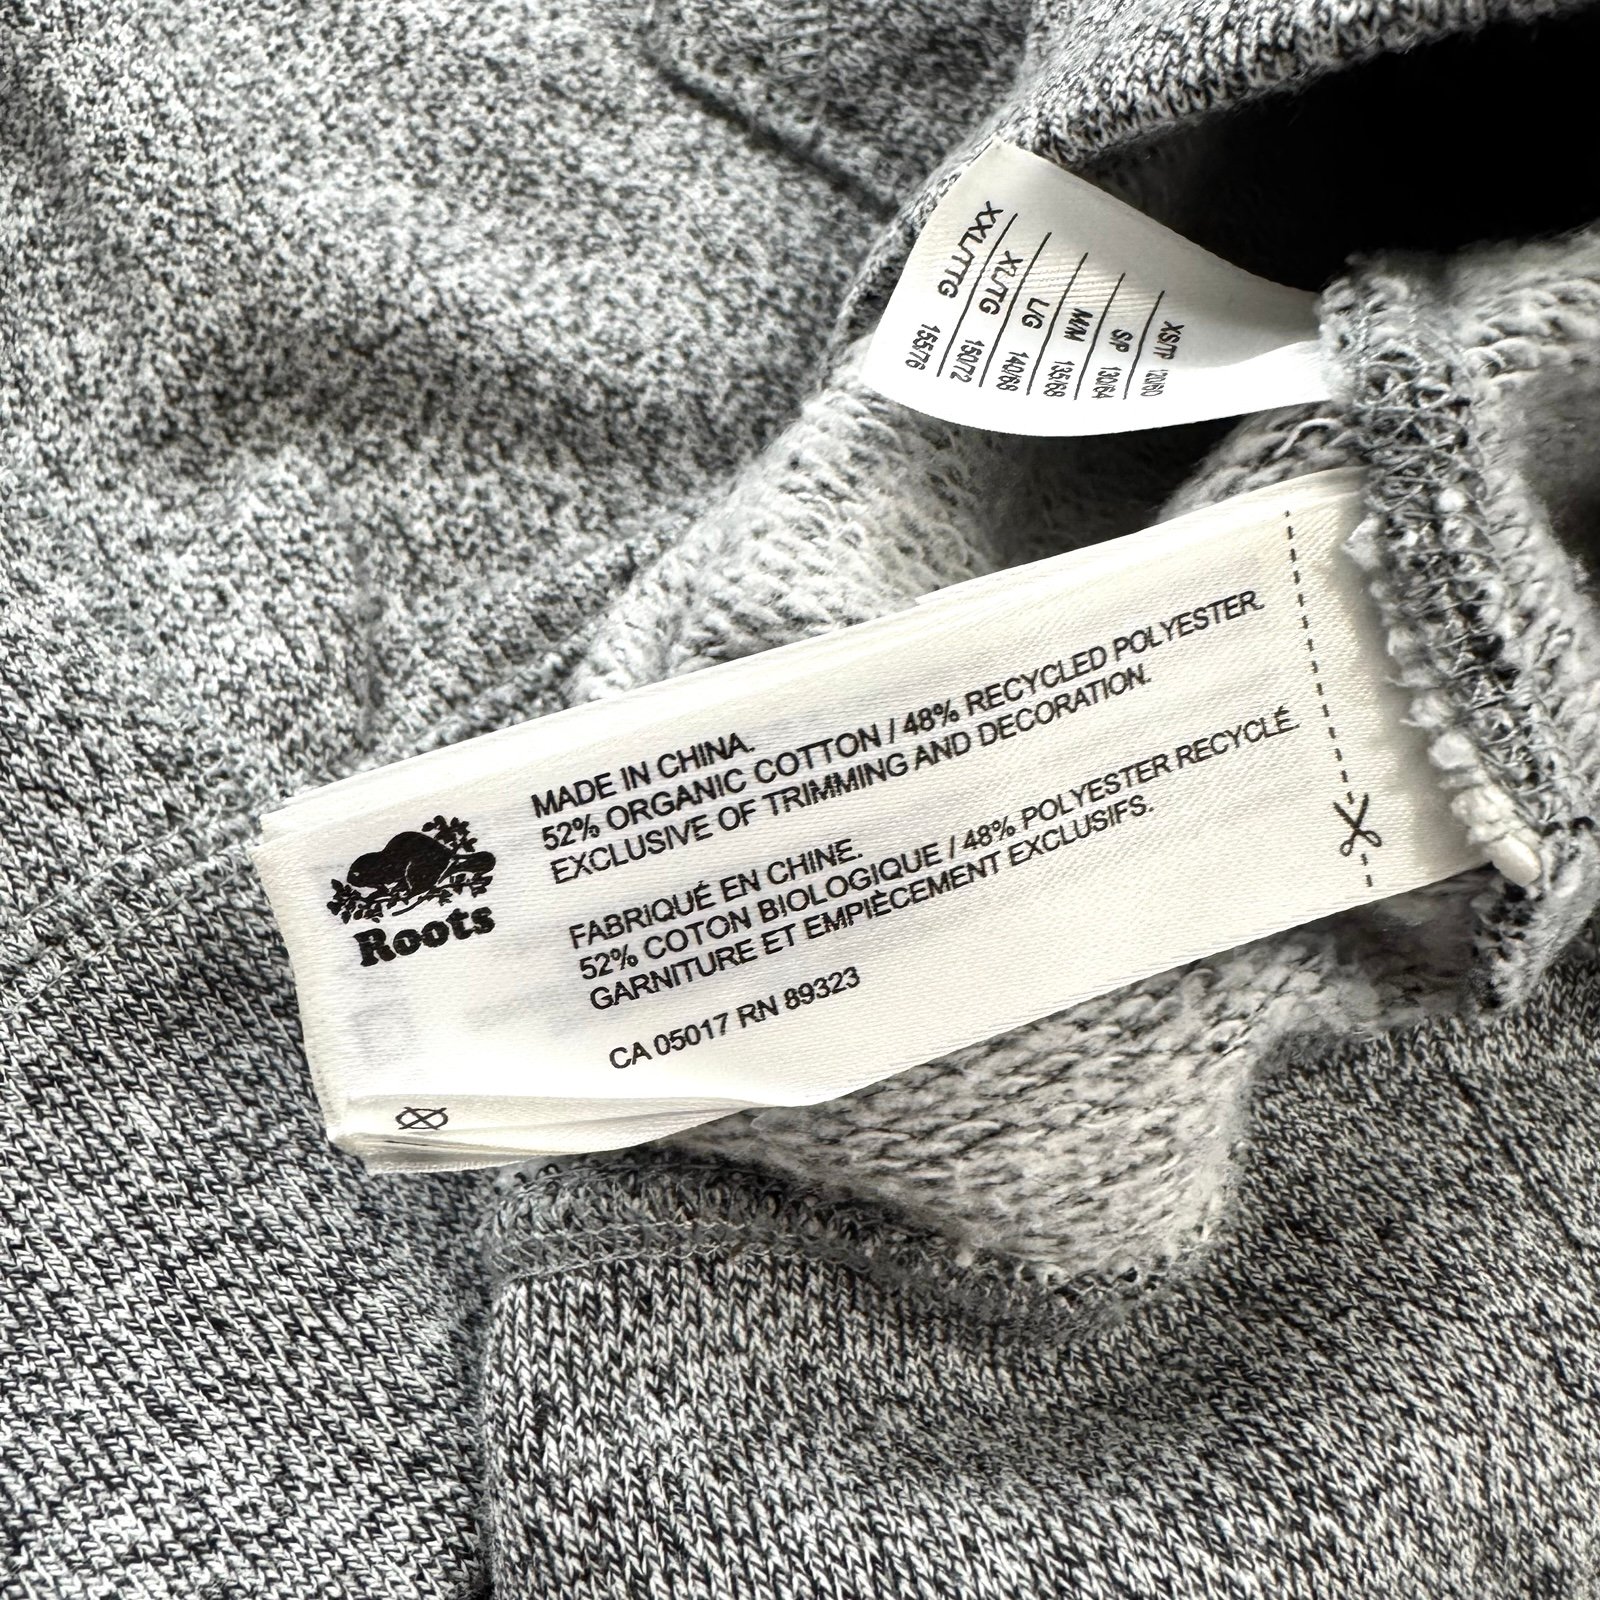 XXL/TTG 155/76
XL/TG 150/72
L/G 140/68
M/M 135/68
S/P 130/64
XS/TP 120/60
MADE IN CHINA.
52% ORGANIC COTTON / 48% RECYCLED POLYESTER.
EXCLUSIVE OF TRIMMING AND DECORATION.
FABRIQUÉ EN CHINE.
52% COTON BIOLOGIQUE / 48% POLYESTER RECYCLÉ.
GARNITURE ET EMPIÈCEMENT EXCLUSIFS.
CA 05017 RN 89323
Roots